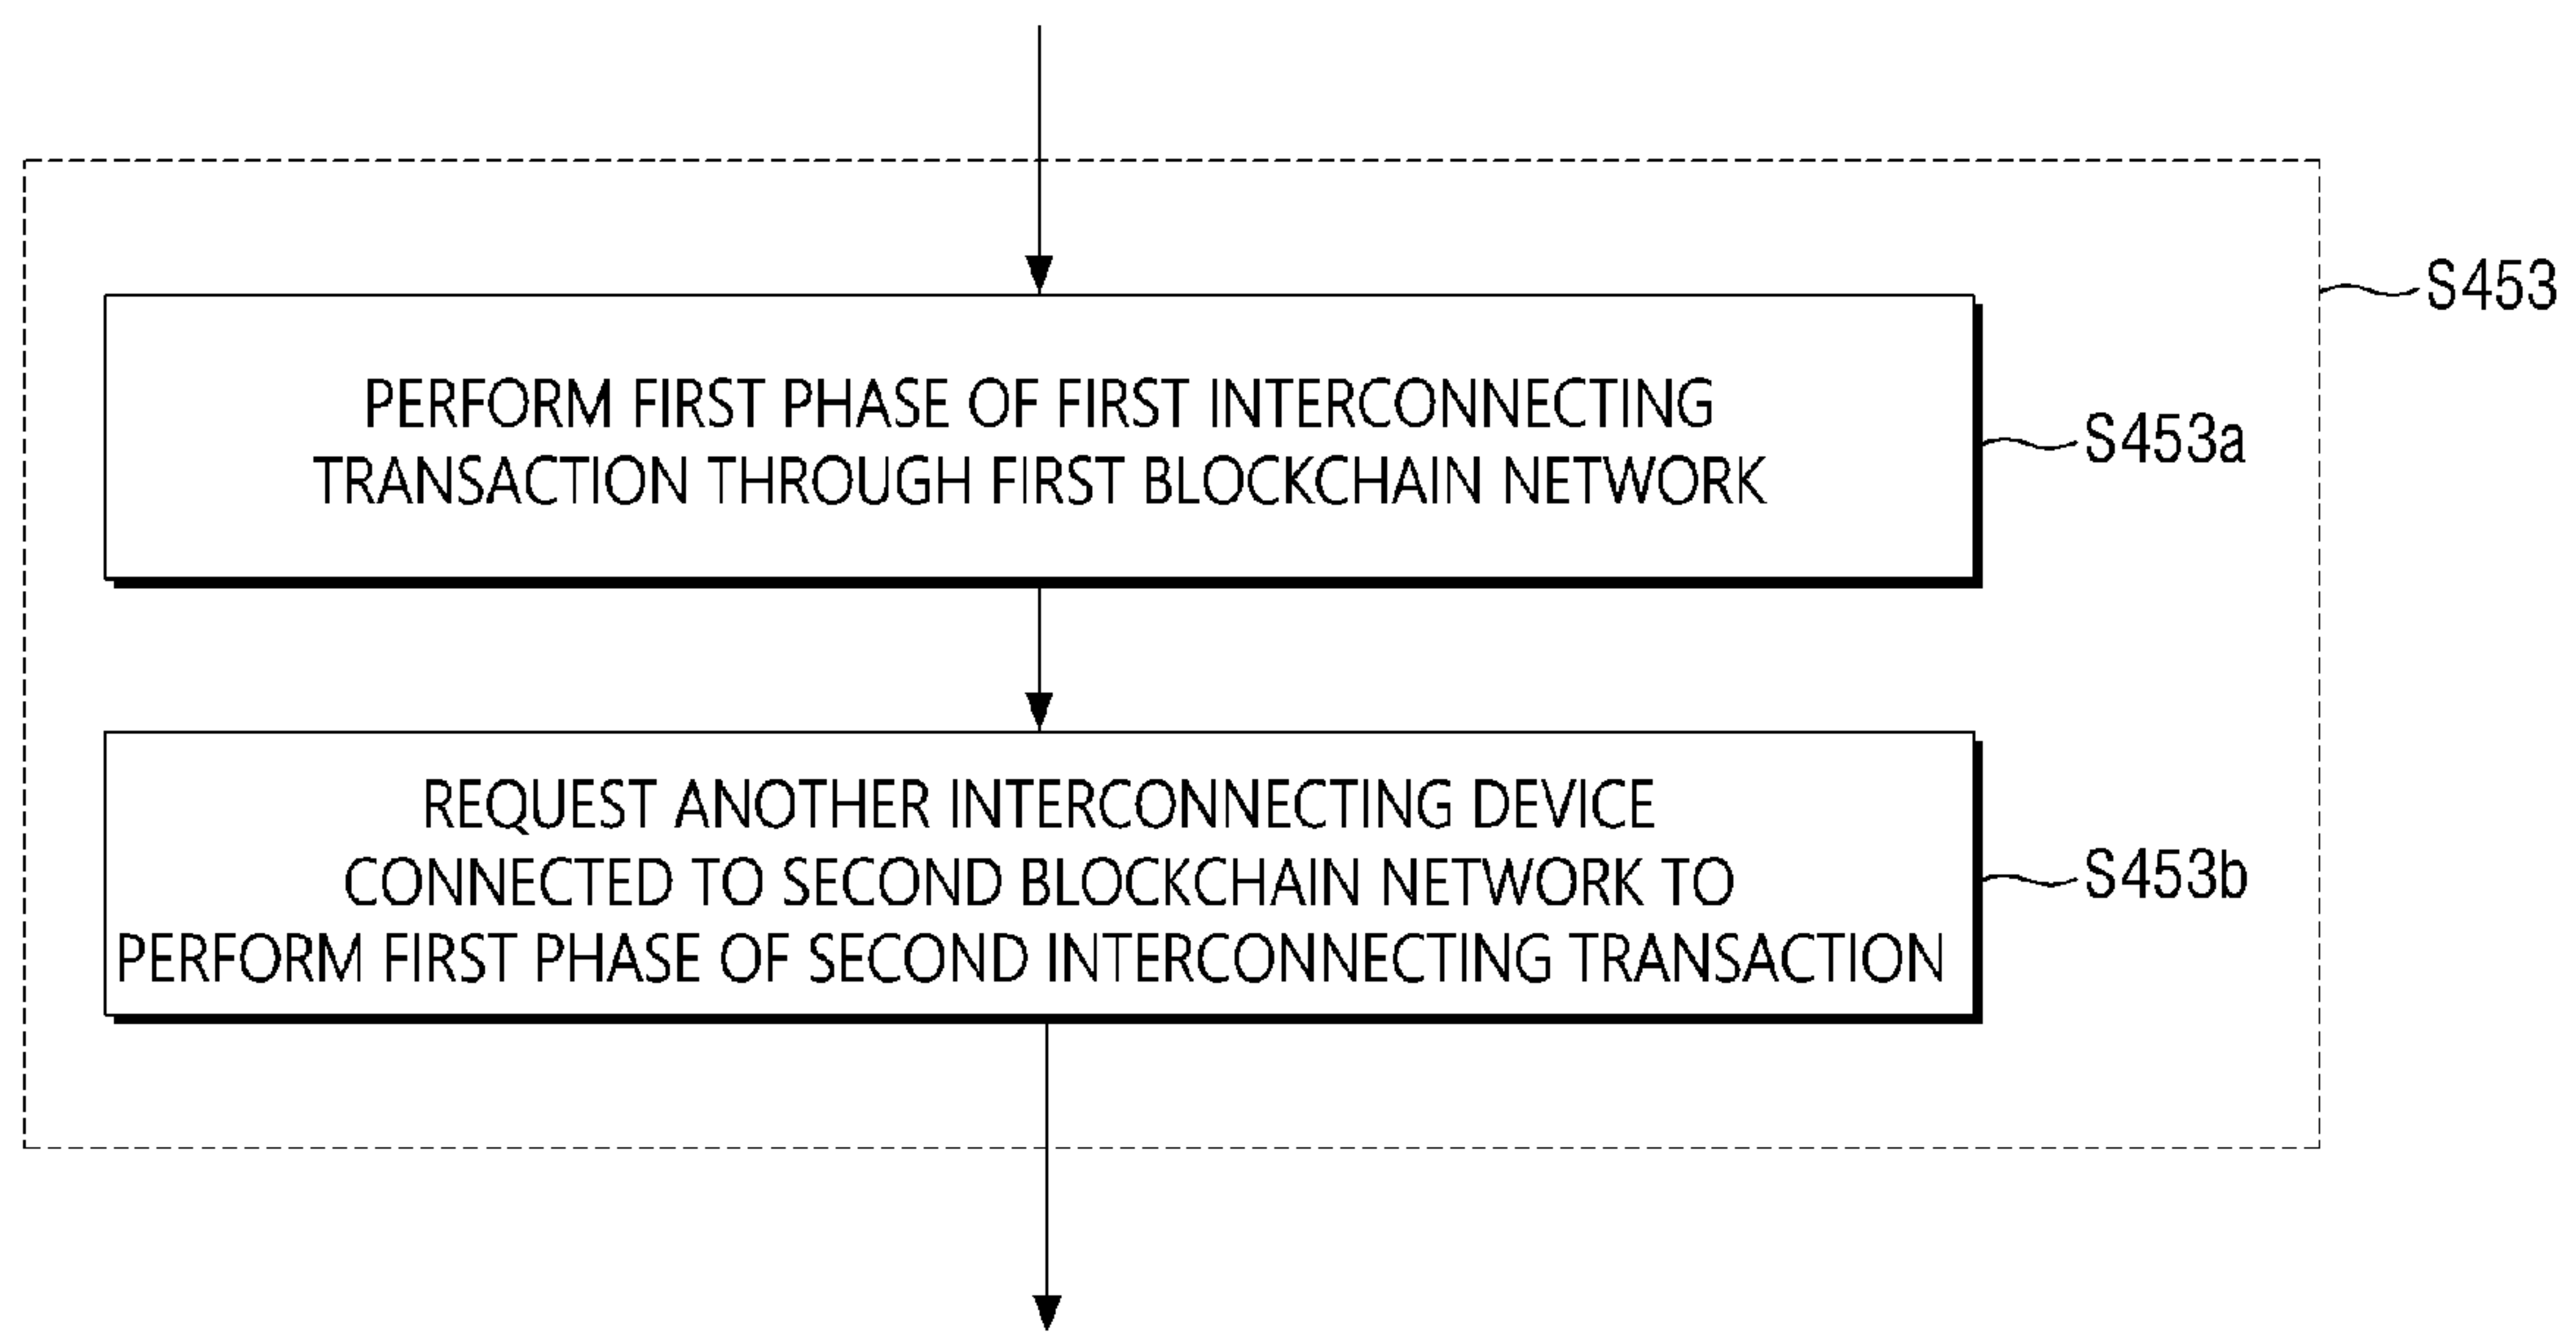 S453
PERFORM FIRST PHASE OF FIRST INTERCONNECTING
TRANSACTION THROUGH FIRST BLOCKCHAIN NETWORK
S453a
REQUEST ANOTHER INTERCONNECTING DEVICE
CONNECTED TO SECOND BLOCKCHAIN NETWORK TO
PERFORM FIRST PHASE OF SECOND INTERCONNECTING TRANSACTION
S453b